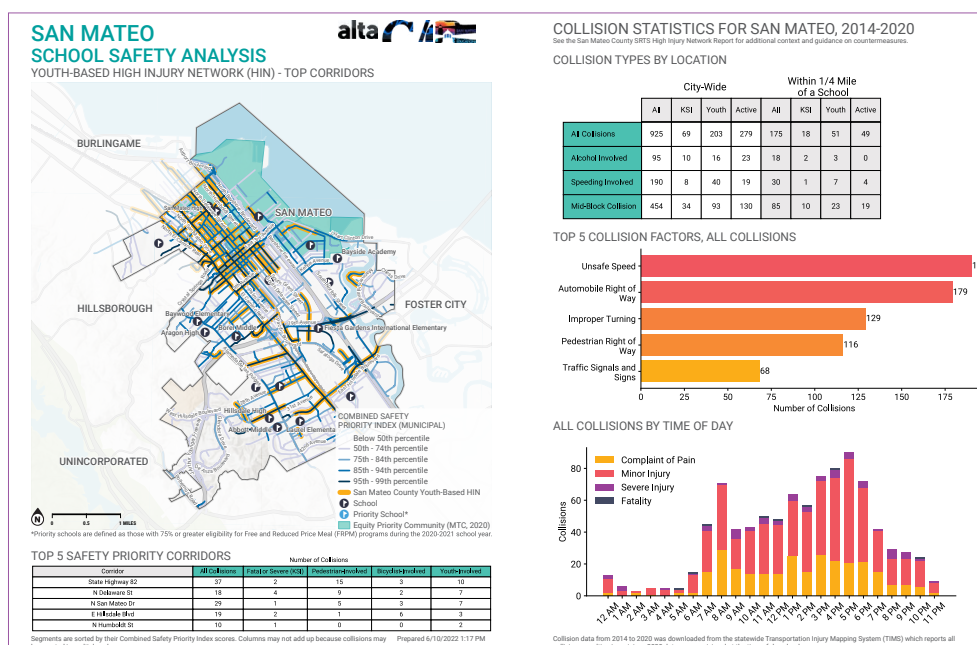 SAN MATEO
SCHOOL SAFETY ANALYSIS
YOUTH-BASED HIGH INJURY NETWORK (HIN) - TOP CORRIDORS
alta
BURLINGAME
SAN MATEO
Bayside Academy
HILLSBOROUGH
FOSTER CITY
Baywood Elementary
Aragon High
Borel Middle
Fiesta Gardens International Elementary
Hillsdale High
Abbott Middle
Laurel Elementa
UNINCORPORATED
COMBINED SAFETY
PRIORITY INDEX (MUNICIPAL)
Below 50th percentile
50th - 74th percentile
75th - 84th percentile
85th - 94th percentile
95th - 99th percentile
San Mateo County Youth-Based HIN
School
Priority School*
Equity Priority Community (MTC, 2020)
N
0 0.5 1 MILES
*Priority schools are defined as those with 75% or greater eligibility for Free and Reduced Price Meal (FRPM) programs during the 2020-2021 school year.
TOP 5 SAFETY PRIORITY CORRIDORS
Number of Collisions
Corridor All Collisions Fatal or Severe (KSI) Pedestrian-Involved Bicyclist-Involved Youth-Involved
State Highway 82 37 2 15 3 10
N Delaware St 18 4 9 2 7
N San Mateo Dr 29 1 5 3 7
E Hillsdale Blvd 19 2 1 6 3
N Humboldt St 10 1 0 0 2
Segments are sorted by their Combined Safety Priority Index scores. Columns may not add up because collisions may
Prepared 6/10/2022 1:17 PM
COLLISION STATISTICS FOR SAN MATEO, 2014-2020
See the San Mateo County SRTS High Injury Network Report for additional context and guidance on countermeasures.
COLLISION TYPES BY LOCATION
City-Wide
Within 1/4 Mile
of a School
All KSI Youth Active All KSI Youth Active
All Collisions 925 69 203 279 175 18 51 49
Alcohol Involved 95 10 16 23 18 2 3 0
Speeding Involved 190 8 40 19 30 1 7 4
Mid-Block Collision 454 34 93 130 85 10 23 19
TOP 5 COLLISION FACTORS, ALL COLLISIONS
Unsafe Speed 1
Automobile Right of
Way
179
Improper Turning 129
Pedestrian Right of
Way
116
Traffic Signals and
Signs
68
0 25 50 75 100 125 150 175
Number of Collisions
ALL COLLISIONS BY TIME OF DAY
Complaint of Pain
Minor Injury
Severe Injury
Fatality
Collisions
80
60
40
20
0
12 AM 1 AM 2 AM 3 AM 4 AM 5 AM 6 AM 7 AM 8 AM 9 AM 10 AM 11 AM 12 PM 1 PM 2 PM 3 PM 4 PM 5 PM 6 PM 7 PM 8 PM 9 PM 10 PM 11 PM
Collision data from 2014 to 2020 was downloaded from the statewide Transportation Injury Mapping System (TIMS) which reports all